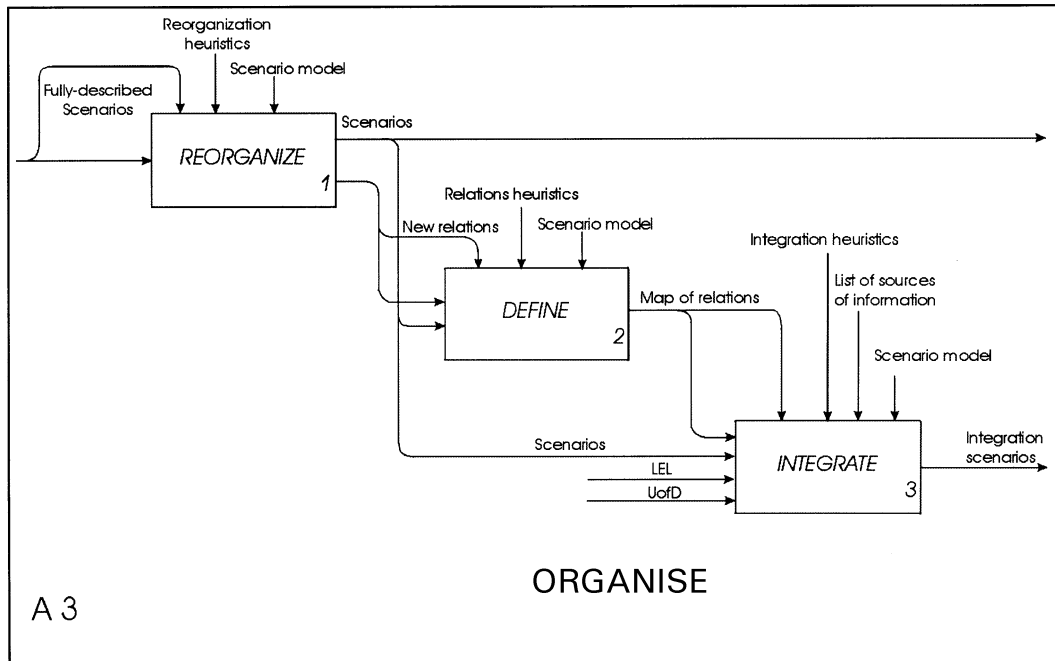 Reorganization
heuristics
Scenario model
Fully-described
Scenarios
Scenarios
REORGANIZE
1
Relations heuristics
New relations
Scenario model
Integration heuristics
List of sources
of information
DEFINE
Map of relations
2
Scenario model
Scenarios
INTEGRATE
Integration
scenarios
LEL
3
UofD
ORGANISE
A 3